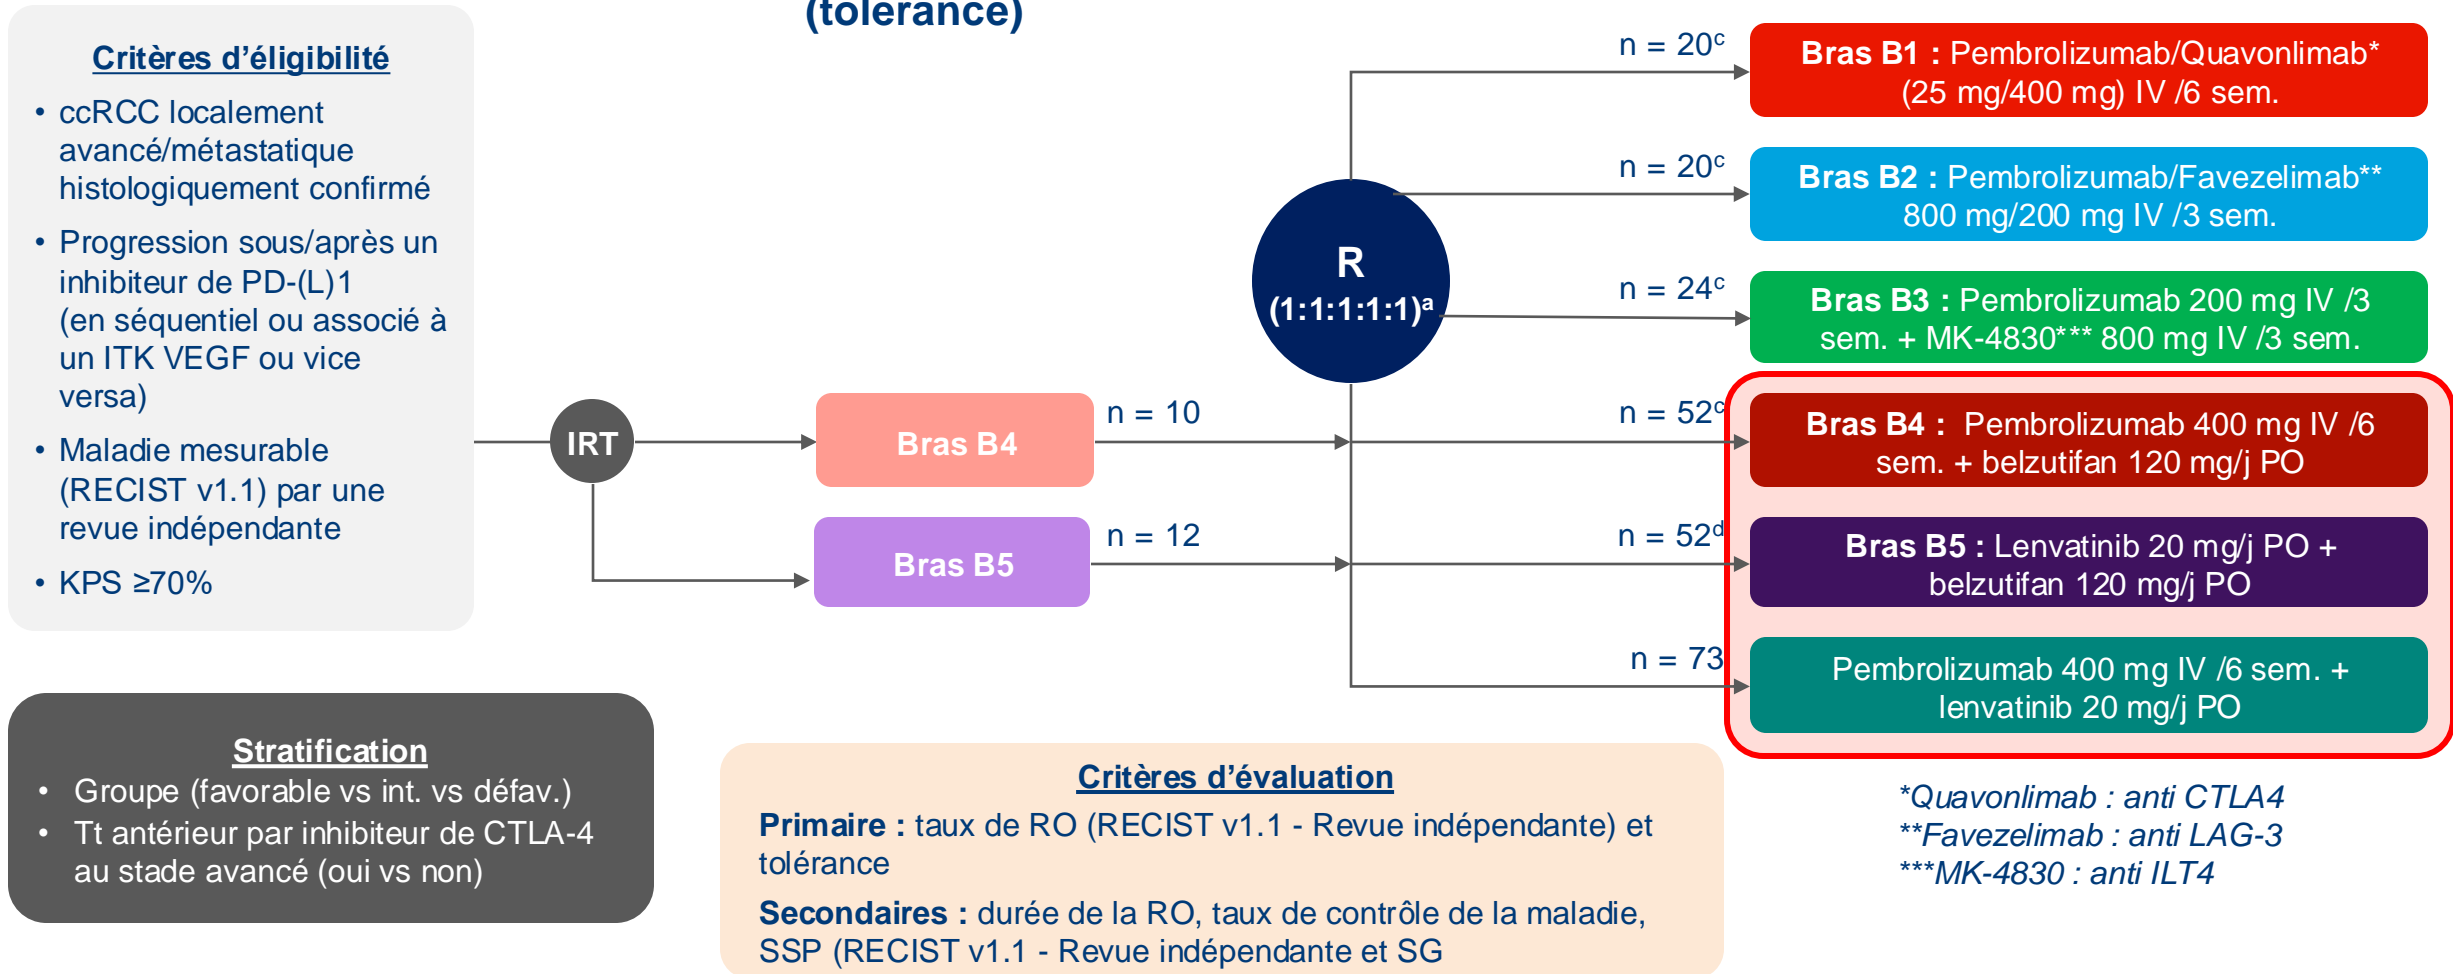 (tolérance)
Critères d’éligibilité
• ccRCC localement
avancé/métastatique
histologiquement confirmé
• Progression sous/après un
inhibiteur de PD-(L)1
(en séquentiel ou associé à
un ITK VEGF ou vice
versa)
• Maladie mesurable
(RECIST v1.1) par une
revue indépendante
• KPS ≥70%
Stratification
• Groupe (favorable vs int. vs défav.)
• Tt antérieur par inhibiteur de CTLA-4
au stade avancé (oui vs non)
IRT
Bras B4
n = 10
Bras B5
n = 12
R
(1:1:1:1:1)ᵃ
n = 20ᶜ
Bras B1 : Pembrolizumab/Quavonlimab*
(25 mg/400 mg) IV /6 sem.
n = 20ᶜ
Bras B2 : Pembrolizumab/Favezelimab**
800 mg/200 mg IV /3 sem.
n = 24ᶜ
Bras B3 : Pembrolizumab 200 mg IV /3
sem. + MK-4830*** 800 mg IV /3 sem.
n = 52ᶜ
Bras B4 : Pembrolizumab 400 mg IV /6
sem. + belzutifan 120 mg/j PO
n = 52ᵈ
Bras B5 : Lenvatinib 20 mg/j PO +
belzutifan 120 mg/j PO
n = 73
Pembrolizumab 400 mg IV /6 sem. +
lenvatinib 20 mg/j PO
Critères d’évaluation
Primaire : taux de RO (RECIST v1.1 - Revue indépendante) et
tolérance
Secondaires : durée de la RO, taux de contrôle de la maladie,
SSP (RECIST v1.1 - Revue indépendante et SG
*Quavonlimab : anti CTLA4
**Favezelimab : anti LAG-3
***MK-4830 : anti ILT4